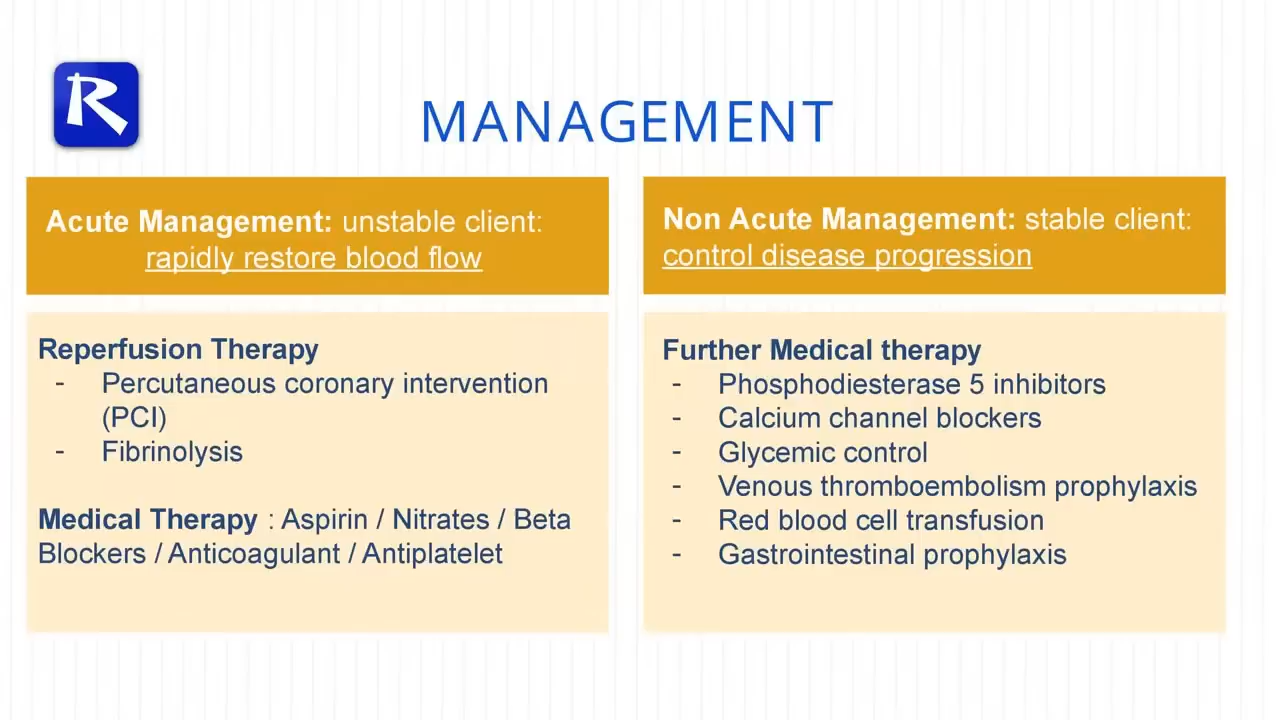 R
MANAGEMENT
Acute Management: unstable client:
rapidly restore blood flow
Reperfusion Therapy
- Percutaneous coronary intervention
(PCI)
- Fibrinolysis
Medical Therapy : Aspirin / Nitrates / Beta
Blockers / Anticoagulant / Antiplatelet
Non Acute Management: stable client:
control disease progression
Further Medical therapy
- Phosphodiesterase 5 inhibitors
- Calcium channel blockers
- Glycemic control
- Venous thromboembolism prophylaxis
- Red blood cell transfusion
- Gastrointestinal prophylaxis